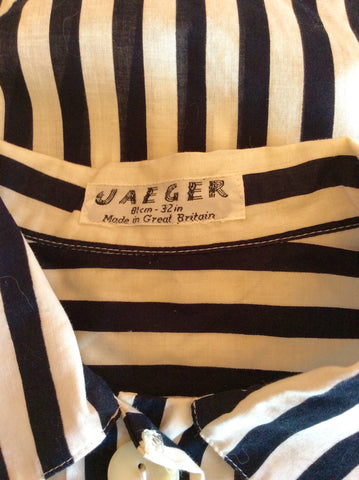 JAEGER
81cm - 32in
Made in Great Britain